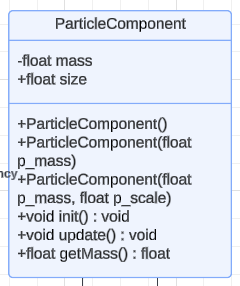 ParticleComponent
-float mass
+float size
+ParticleComponent()
+ParticleComponent(float
p_mass)
ncy
+ParticleComponent(float
p_mass, float p_scale)
+void init() : void
+void update() : void
+float getMass() : float